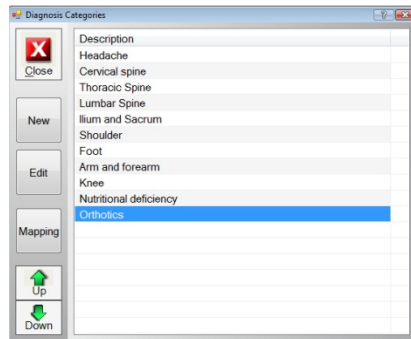 Diagnosis Categories
Close
New
Edit
Mapping
Up
Down
Description
Headache
Cervical spine
Thoracic Spine
Lumbar Spine
Ilium and Sacrum
Shoulder
Foot
Arm and forearm
Knee
Nutritional deficiency
Orthotics